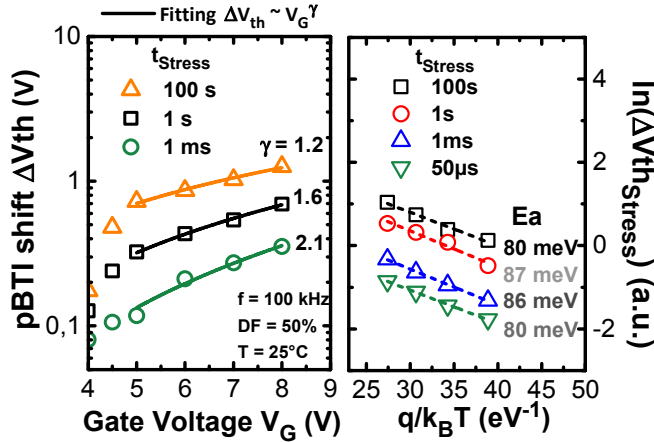 Fitting ΔVth ~ VG^γ
pBTI shift ΔVth (V)
10
1
0,1
tStress
100 s
1 s
1 ms
γ = 1.2
1.6
2.1
f = 100 kHz
DF = 50%
T = 25°C
4 5 6 7 8 9
Gate Voltage VG (V)
tStress
100s
1s
1ms
50µs
Ea
80 meV
87 meV
86 meV
80 meV
25 30 35 40 45 50
q/kBT (eV⁻¹)
4
2
0
-2
ln(ΔVthStress) (a.u.)